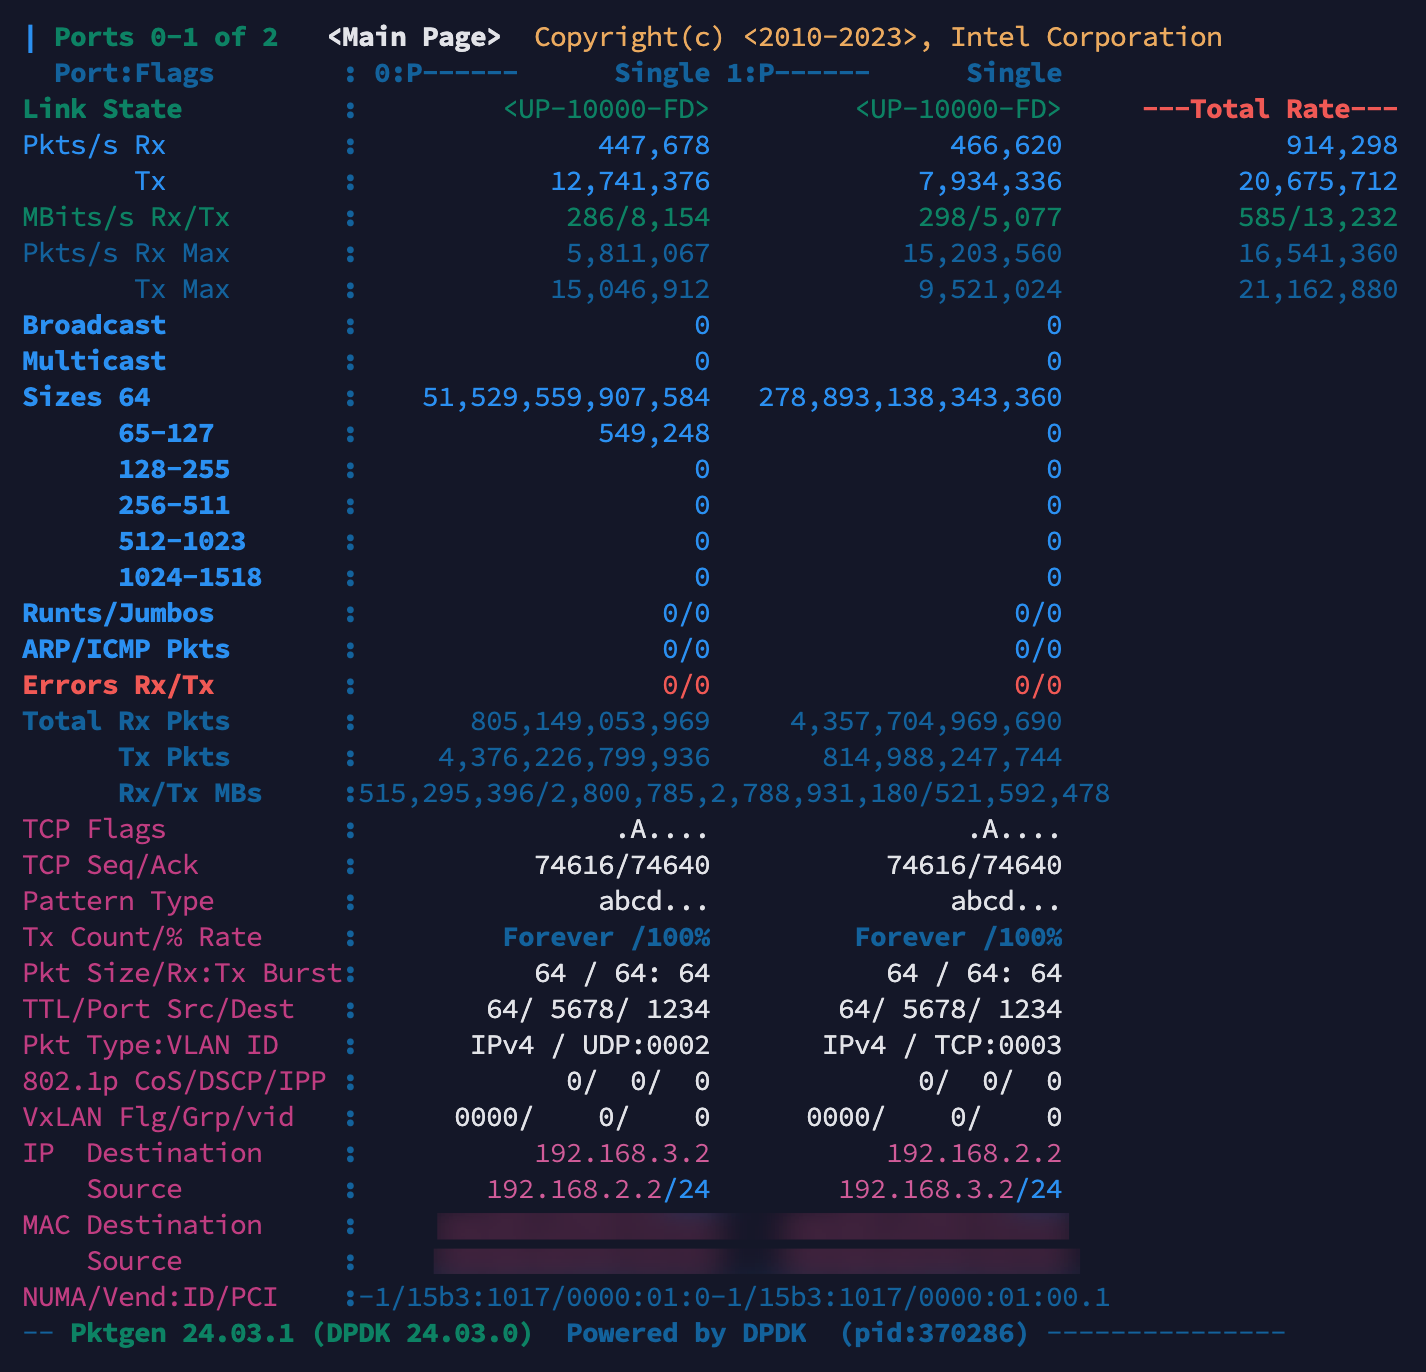 | Ports 0-1 of 2   <Main Page>  Copyright(c) <2010-2023>, Intel Corporation
  Port:Flags        : 0:P------      Single 1:P------      Single
Link State          :         <UP-10000-FD>         <UP-10000-FD>     ---Total Rate---
Pkts/s Rx           :               447,678               466,620              914,298
       Tx           :            12,741,376             7,934,336           20,675,712
MBits/s Rx/Tx       :             286/8,154             298/5,077           585/13,232
Pkts/s Rx Max       :             5,811,067            15,203,560           16,541,360
       Tx Max       :            15,046,912             9,521,024           21,162,880
Broadcast           :                     0                     0
Multicast           :                     0                     0
Sizes 64            :    51,529,559,907,584   278,893,138,343,360
      65-127        :               549,248                     0
      128-255       :                     0                     0
      256-511       :                     0                     0
      512-1023      :                     0                     0
      1024-1518     :                     0                     0
Runts/Jumbos        :                   0/0                   0/0
ARP/ICMP Pkts       :                   0/0                   0/0
Errors Rx/Tx        :                   0/0                   0/0
Total Rx Pkts       :       805,149,053,969     4,357,704,969,690
      Tx Pkts       :     4,376,226,799,936       814,988,247,744
      Rx/Tx MBs     :515,295,396/2,800,785,2,788,931,180/521,592,478
TCP Flags           :                .A....                .A....
TCP Seq/Ack         :           74616/74640           74616/74640
Pattern Type        :               abcd...               abcd...
Tx Count/% Rate     :         Forever /100%         Forever /100%
Pkt Size/Rx:Tx Burst:           64 / 64: 64           64 / 64: 64
TTL/Port Src/Dest   :        64/ 5678/ 1234        64/ 5678/ 1234
Pkt Type:VLAN ID    :       IPv4 / UDP:0002       IPv4 / TCP:0003
802.1p CoS/DSCP/IPP :             0/  0/  0             0/  0/  0
VxLAN Flg/Grp/vid   :      0000/    0/    0      0000/    0/    0
IP  Destination     :           192.168.3.2           192.168.2.2
    Source          :        192.168.2.2/24        192.168.3.2/24
MAC Destination     :
    Source          :
NUMA/Vend:ID/PCI    :-1/15b3:1017/0000:01:0-1/15b3:1017/0000:01:00.1
-- Pktgen 24.03.1 (DPDK 24.03.0)  Powered by DPDK  (pid:370286) ---------------